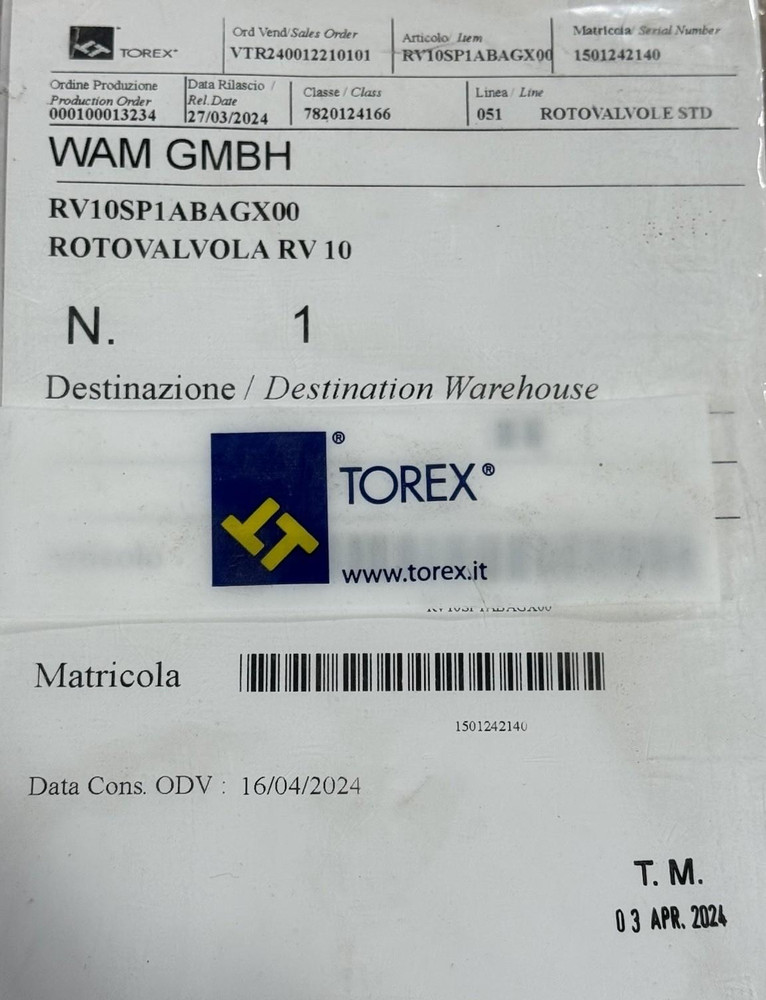 TOREX®
Ord Vend/Sales Order
VTR240012210101
Articolo/ Item
RV10SP1ABAGX00
Matricola/ Serial Number
1501242140
Ordine Produzione
Production Order
000100013234
Data Rilascio /
Rel.Date
27/03/2024
Classe / Class
7820124166
Linea / Line
051 ROTOVALVOLE STD
WAM GMBH
RV10SP1ABAGX00
ROTOVALVOLA RV 10
N. 1
Destinazione / Destination Warehouse
®
TOREX®
www.torex.it
RV10SP1ABAGX00
Matricola
1501242140
Data Cons. ODV : 16/04/2024
T. M.
03 APR. 2024